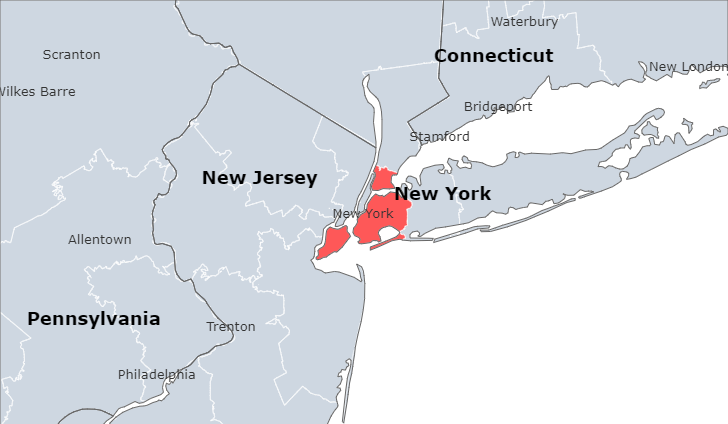 Waterbury
Scranton
Connecticut
New London
Wilkes Barre
Bridgeport
Stamford
New Jersey
New York
New York
Allentown
Pennsylvania
Trenton
Philadelphia